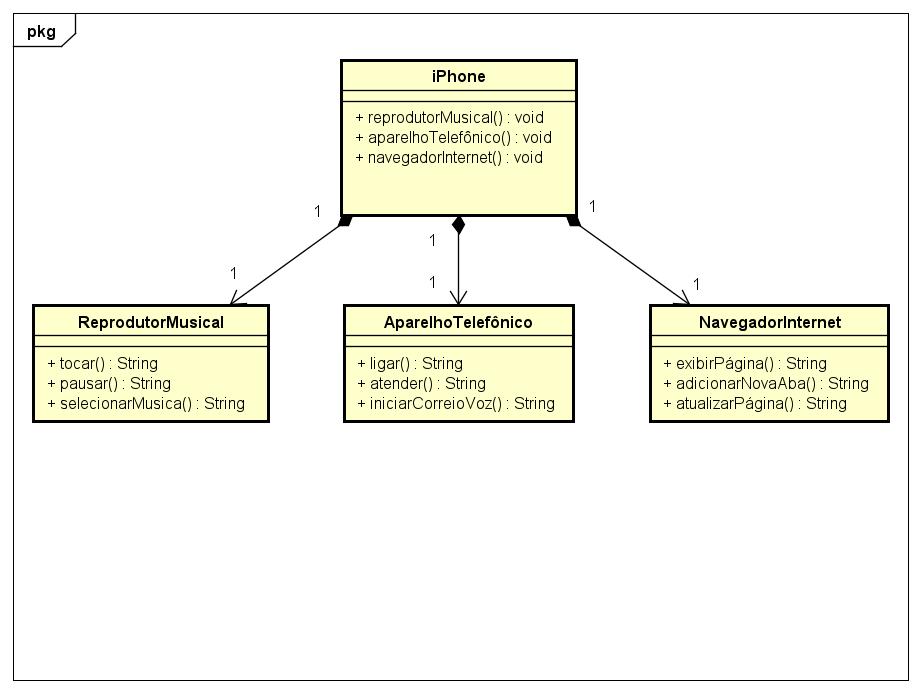 pkg
iPhone
+ reprodutorMusical() : void
+ aparelhoTelefônico() : void
+ navegadorInternet() : void
1
1
1
1
1
1
ReprodutorMusical
+ tocar() : String
+ pausar() : String
+ selecionarMusica() : String
AparelhoTelefônico
+ ligar() : String
+ atender() : String
+ iniciarCorreioVoz() : String
NavegadorInternet
+ exibirPágina() : String
+ adicionarNovaAba() : String
+ atualizarPágina() : String